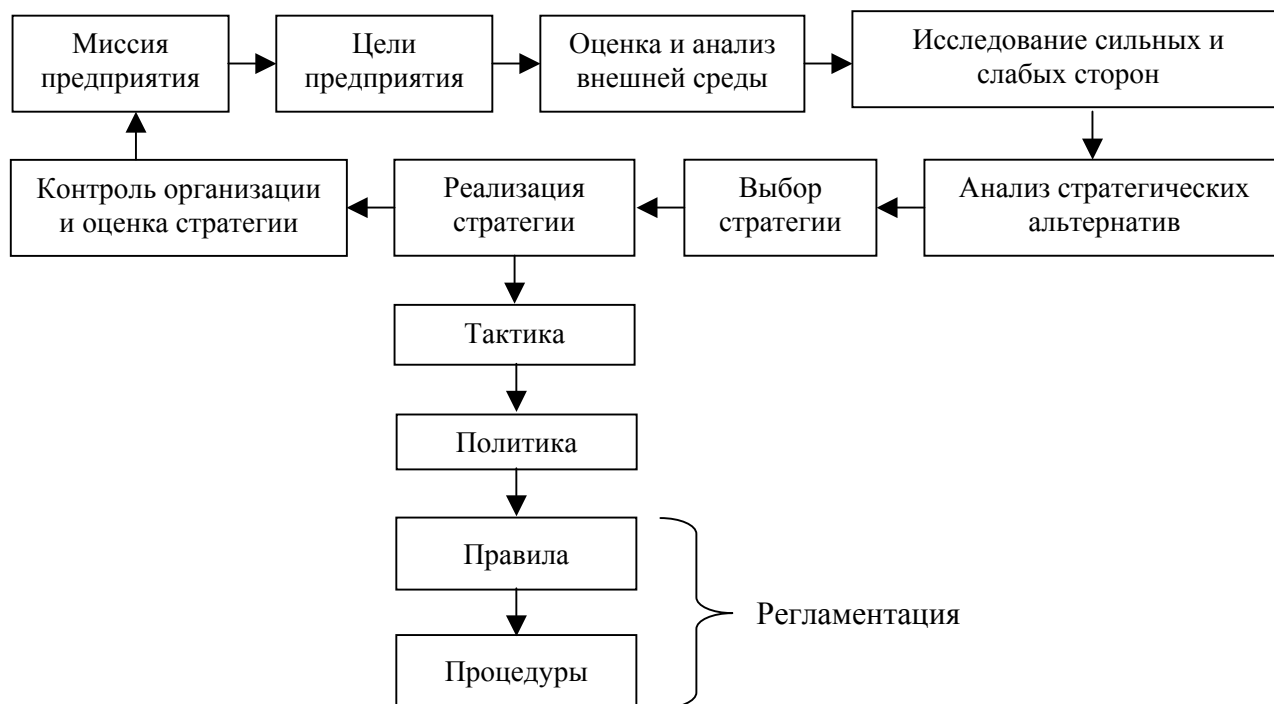 Миссия
предприятия
Цели
предприятия
Оценка и анализ
внешней среды
Исследование сильных и
слабых сторон
Контроль организации
и оценка стратегии
Реализация
стратегии
Выбор
стратегии
Анализ стратегических
альтернатив
Тактика
Политика
Правила
Регламентация
Процедуры